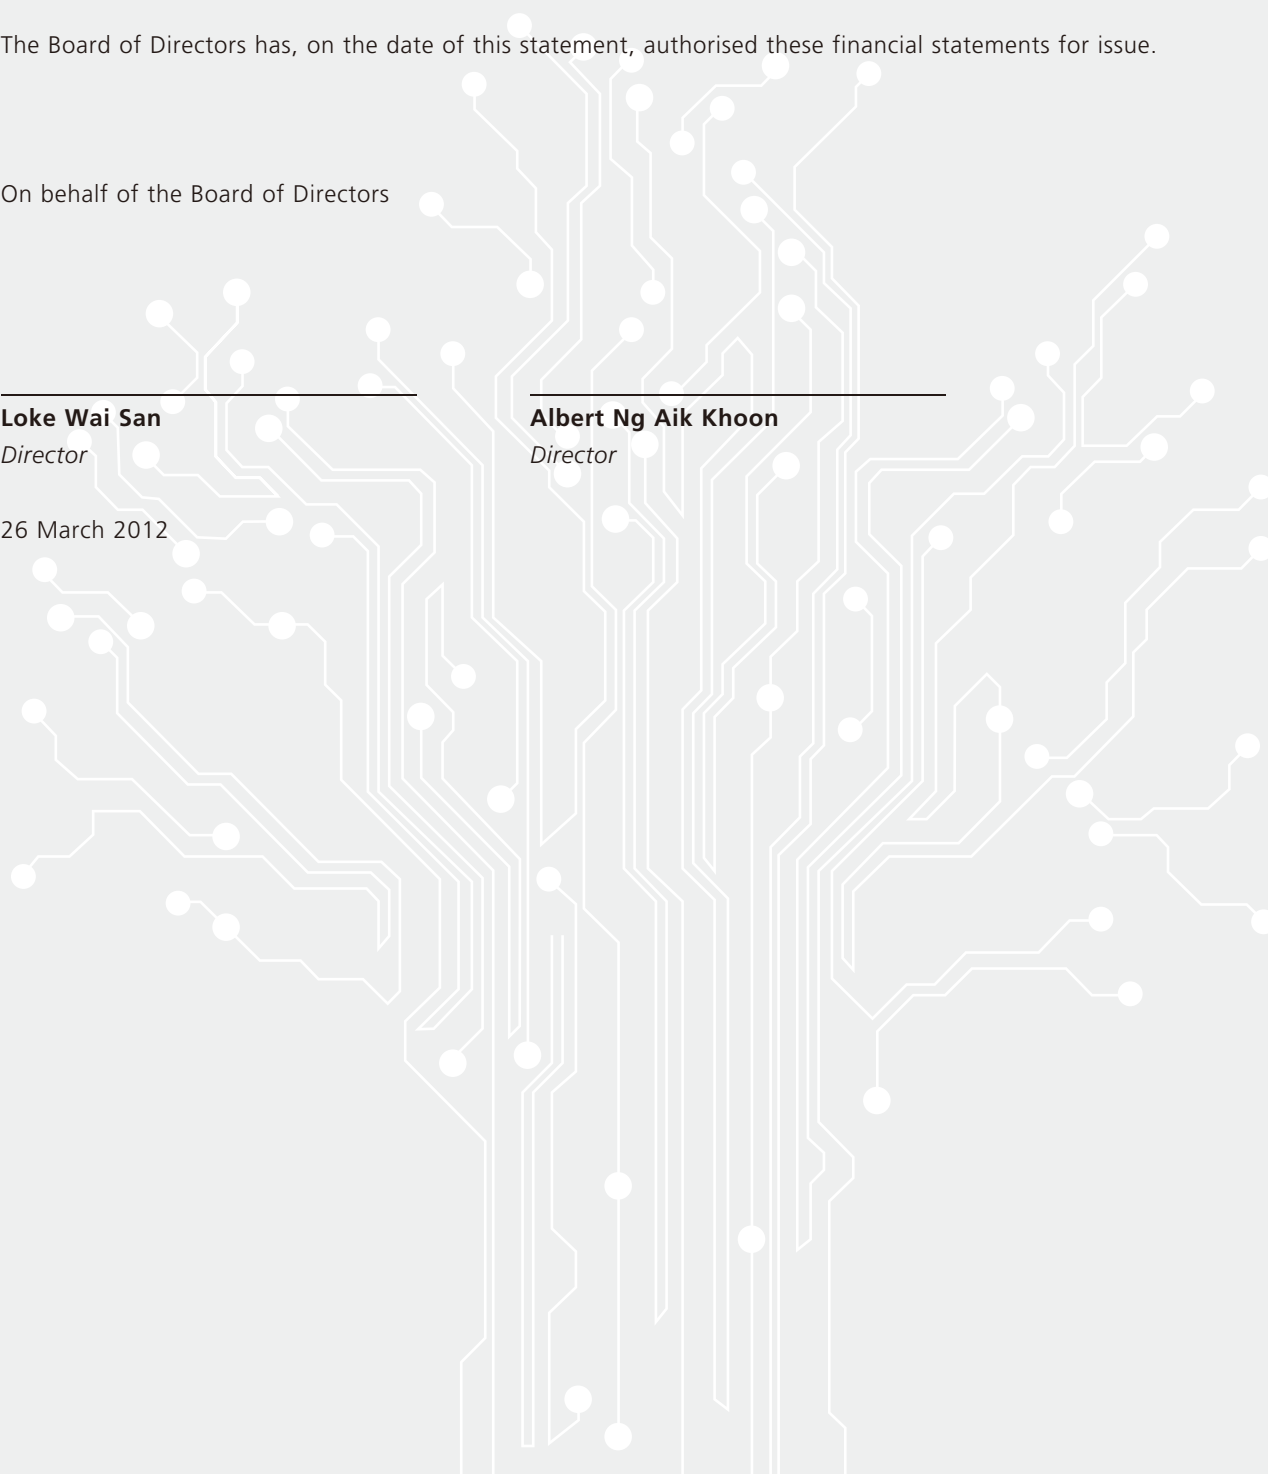 The Board of Directors has, on the date of this statement, authorised these financial statements for issue.
On behalf of the Board of Directors
Loke Wai San
Director
Albert Ng Aik Khoon
Director
26 March 2012